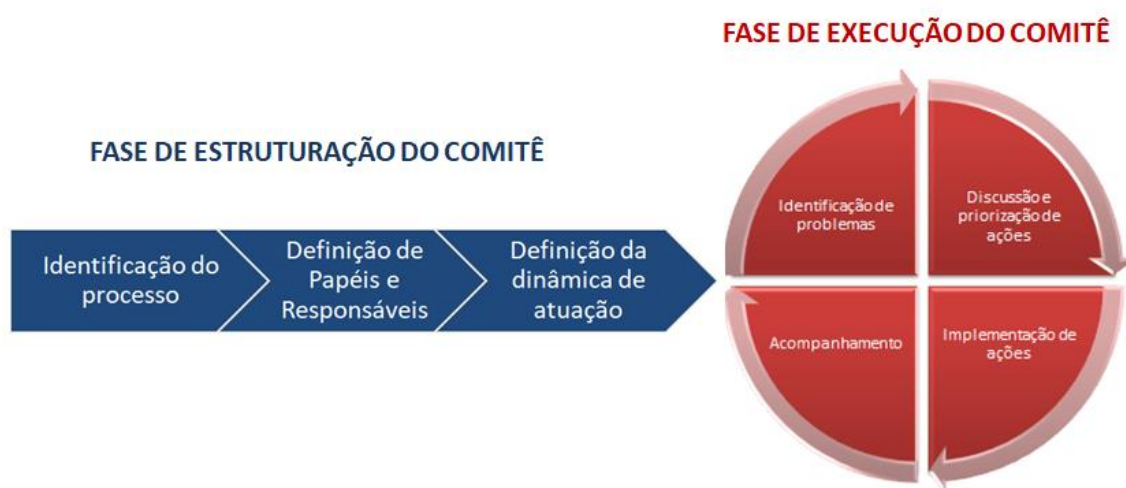 FASE DE EXECUÇÃO DO COMITÊ
FASE DE ESTRUTURAÇÃO DO COMITÊ
Identificação do
processo
Definição de
Papéis e
Responsáveis
Definição da
dinâmica de
atuação
Identificação de
problemas
Discussão e
priorização de
ações
Implementação de
ações
Acompanhamento